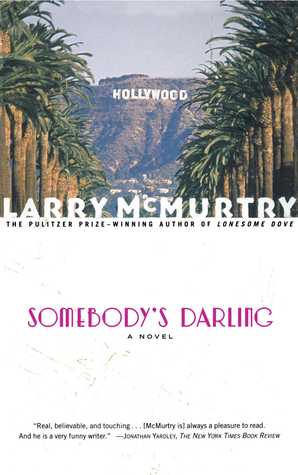 HOLLYWOOD
LARRY McMURTRY
THE PULITZER PRIZE–WINNING AUTHOR OF LONESOME DOVE
SOMEBODY'S DARLING
A NOVEL
"Real, believable, and touching . . . [McMurtry is] always a pleasure to read.
And he is a very funny writer." —JONATHAN YARDLEY, THE NEW YORK TIMES BOOK REVIEW